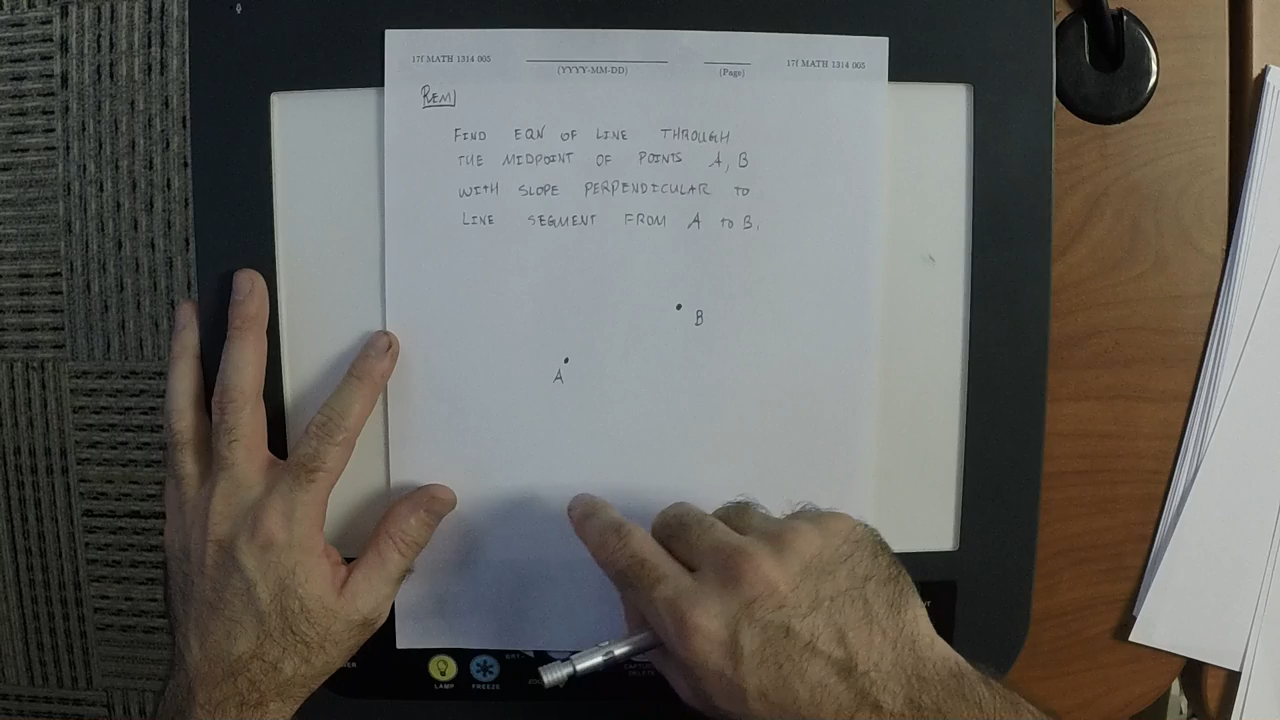 17f MATH 1314 005
(YYYY-MM-DD)
(Page)
17f MATH 1314 005
REM
FIND EQN OF LINE THROUGH
THE MIDPOINT OF POINTS A, B
WITH SLOPE PERPENDICULAR TO
LINE SEGMENT FROM A TO B.
B
A
LAMP
FREEZE